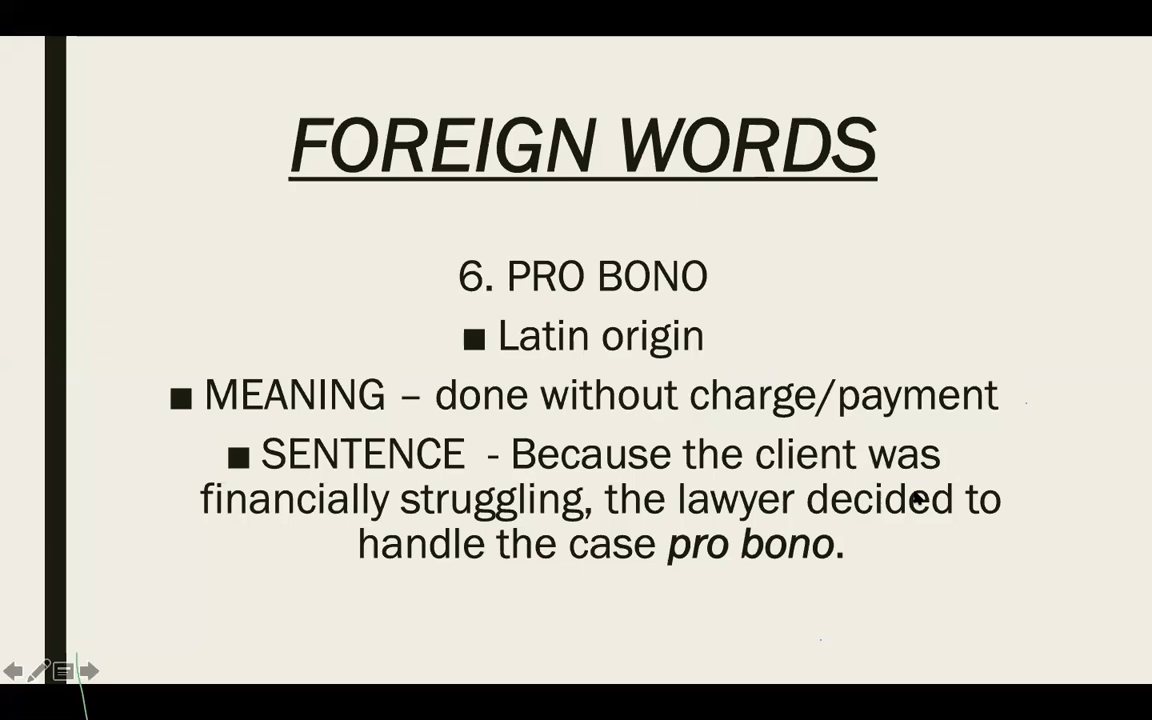 FOREIGN WORDS
6. PRO BONO
■ Latin origin
■ MEANING – done without charge/payment
■ SENTENCE - Because the client was
financially struggling, the lawyer decided to
handle the case pro bono.